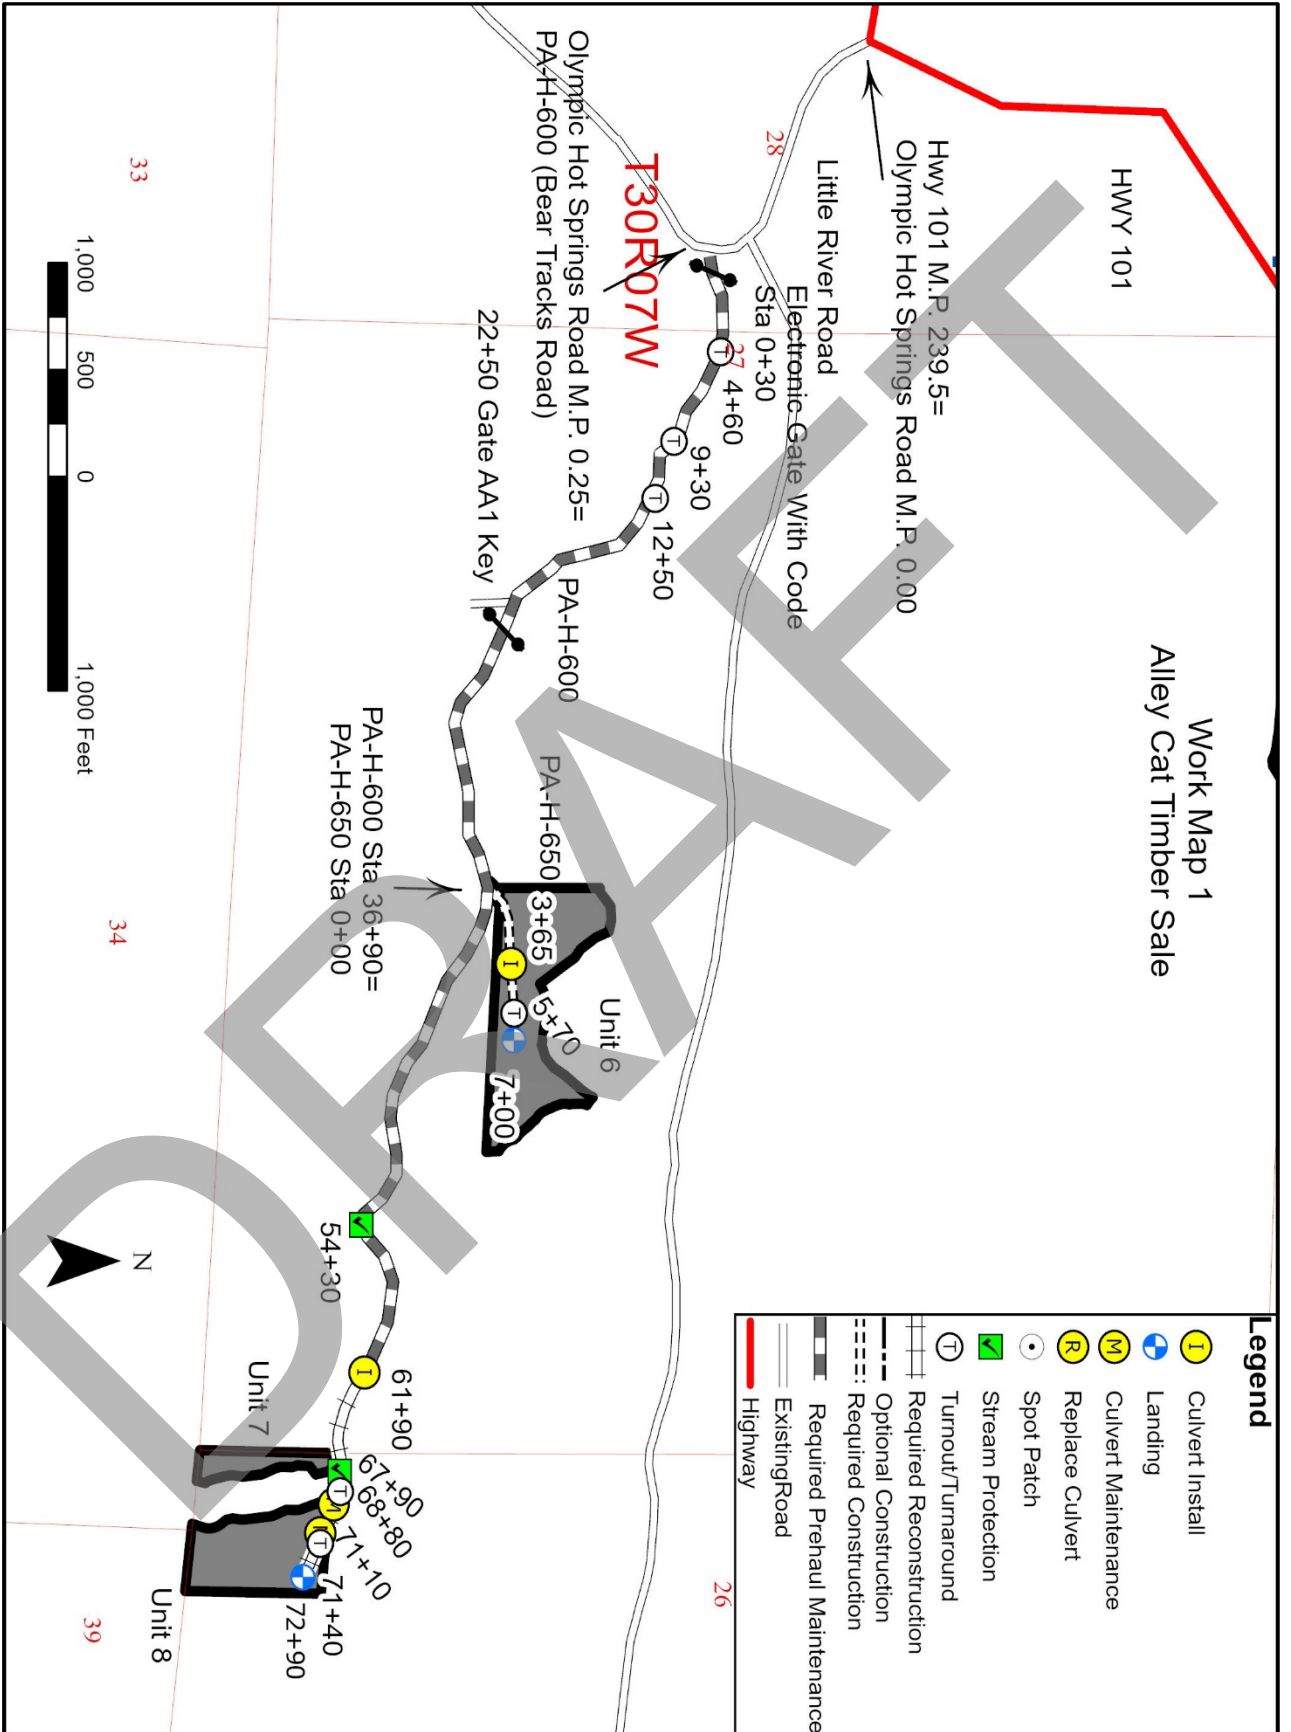 Work Map 1
Alley Cat Timber Sale
HWY 101
Hwy 101 M.P. 239.5=
Olympic Hot Springs Road M.P. 0.00
28
Little River Road
Electronic Gate With Code
Sta 0+30
T30R07W
27
4+60
9+30
12+50
Olympic Hot Springs Road M.P. 0.25=
PA-H-600 (Bear Tracks Road)
22+50 Gate AA1 Key
PA-H-600
PA-H-650
PA-H-600 Sta 36+90=
PA-H-650 Sta 0+00
3+65
I
5+70
T
7+00
Unit 6
33
34
1,000
500
0
1,000 Feet
54+30
61+90
I
67+90
68+80
71+10
71+40
72+90
T
M
T
Unit 7
Unit 8
26
39
N
T
T
T
DRAFT
Legend
I Culvert Install
Landing
M Culvert Maintenance
R Replace Culvert
Spot Patch
Stream Protection
T Turnout/Turnaround
Required Reconstruction
Optional Construction
Required Construction
Required Prehaul Maintenance
ExistingRoad
Highway